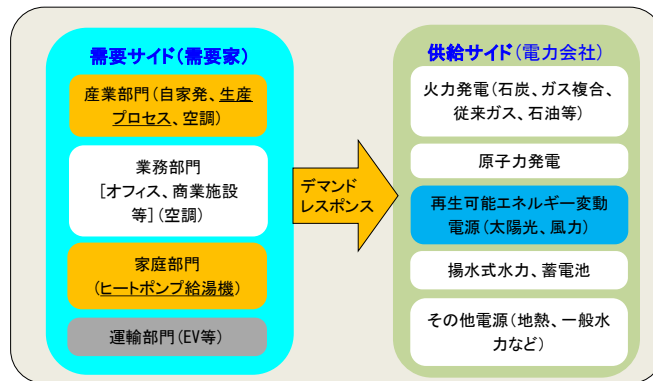 需要サイド(需要家)
産業部門(自家発、生産
プロセス、空調)
業務部門
[オフィス、商業施設
等](空調)
家庭部門
(ヒートポンプ給湯機)
運輸部門(EV等)
デマンド
レスポンス
供給サイド(電力会社)
火力発電(石炭、ガス複合、
従来ガス、石油等)
原子力発電
再生可能エネルギー変動
電源(太陽光、風力)
揚水式水力、蓄電池
その他電源(地熱、一般水
力など)